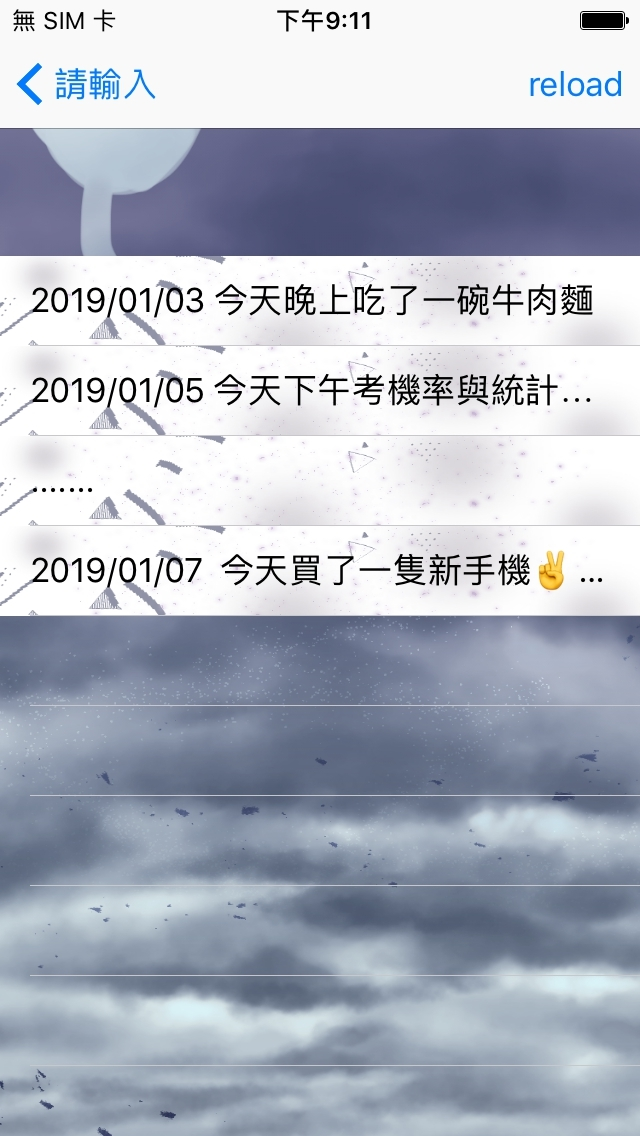 無 SIM 卡 下午9:11
請輸入 reload
2019/01/03 今天晚上吃了一碗牛肉麵
2019/01/05 今天下午考機率與統計…
.......
2019/01/07 今天買了一隻新手機✌️ ...